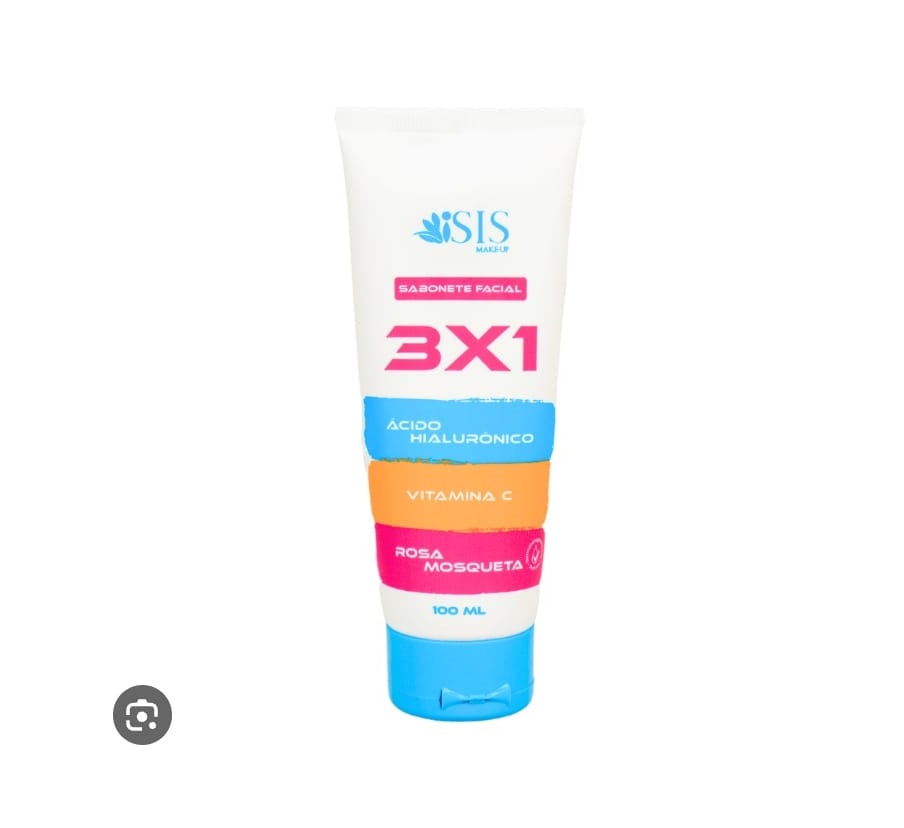 iSIS
MAKE-UP
SABONETE FACIAL
3X1
ÁCIDO
HIALURÔNICO
VITAMINA C
ROSA
MOSQUETA
100 ML